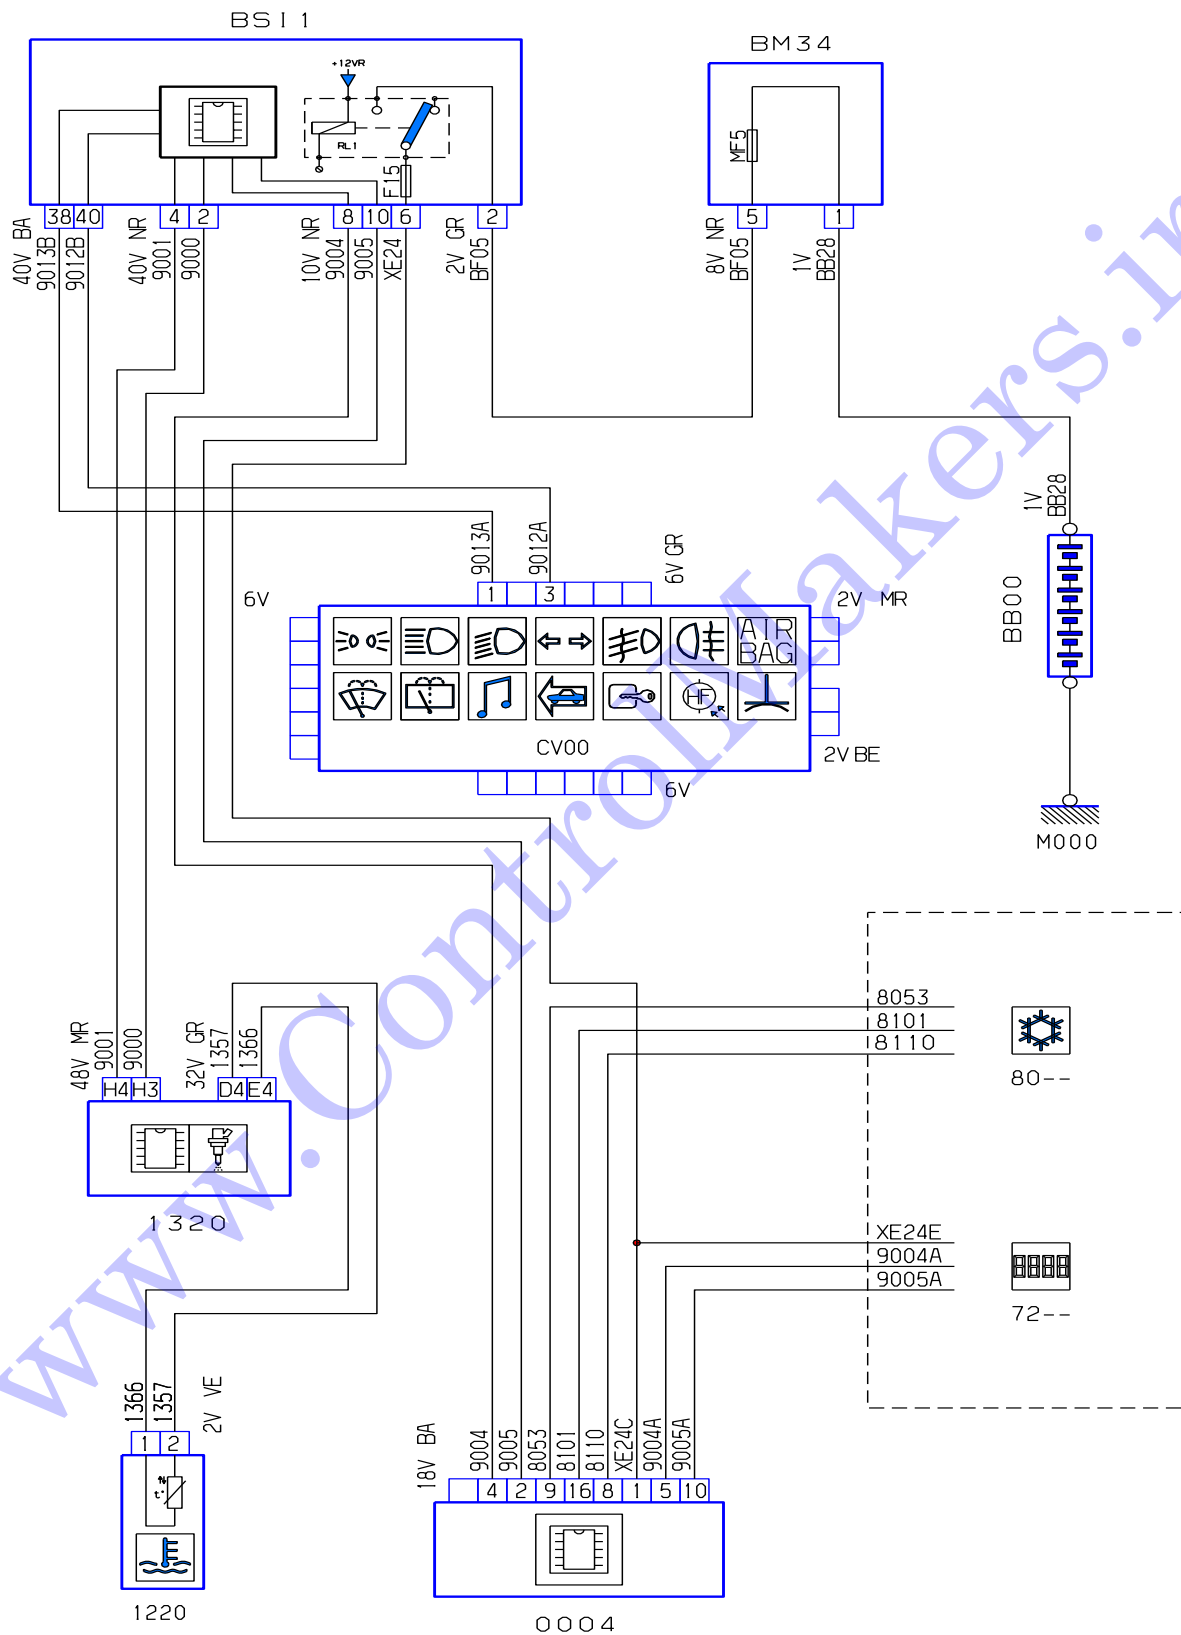 BSI1
BM34
+12VR
RL1
F15
MF5
38 40 4 2 8 10 6 2
5 1
40V BA
9013B
9012B
40V NR
9001
9000
10V NR
9004
9005
XE24
2V GR
BF05
8V NR
BF05
1V
BB28
1V
BB28
BB00
M000
9013A
9012A
6V GR
1 3
6V
2V MR
AIR
BAG
HF
CV00
2V BE
6V
8053
8101
8110
80--
48V MR
9001
9000
32V GR
1357
1366
H4 H3 D4 E4
1320
XE24E
9004A
9005A
72--
1366
1357
2V VE
1 2
t°
1220
18V BA
9004
9005
8053
8101
8110
XE24C
9004A
9005A
4 2 9 16 8 1 5 10
0004
www.ControlMakers.ir